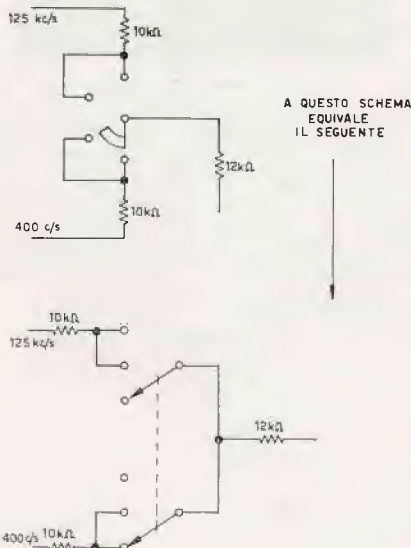 125 kc/s
10kΩ
A QUESTO SCHEMA
EQUIVALE
IL SEGUENTE
12kΩ
10kΩ
400 c/s
10kΩ
125 kc/s
12kΩ
400 c/s
10kΩ